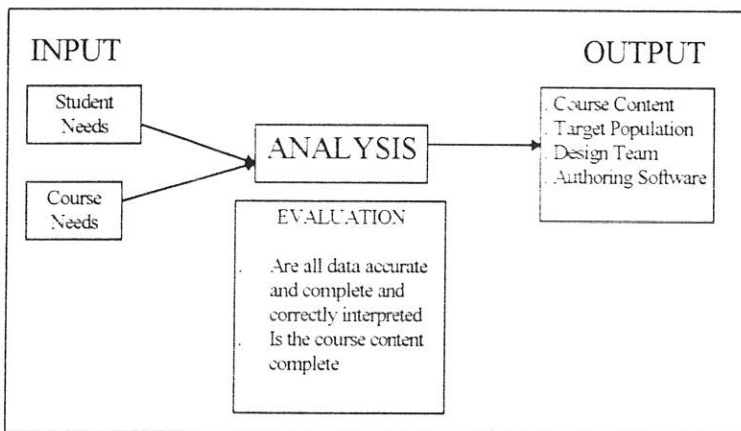 INPUT
OUTPUT
Student
Needs
Course
Needs
ANALYSIS
. Course Content
. Target Population
. Design Team
. Authoring Software
EVALUATION
. Are all data accurate
and complete and
correctly interpreted
. Is the course content
complete